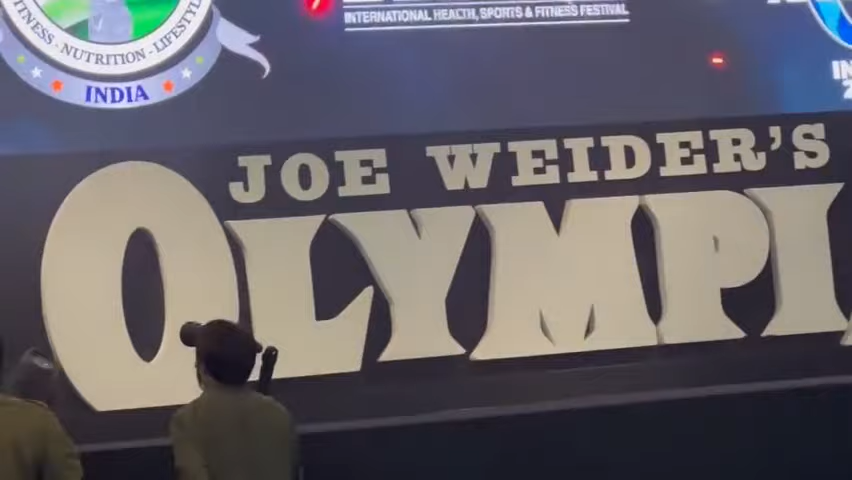 FITNESS · NUTRITION · LIFESTYLE
INDIA
INTERNATIONAL HEALTH, SPORTS & FITNESS FESTIVAL
JOE WEIDER'S
OLYMPI